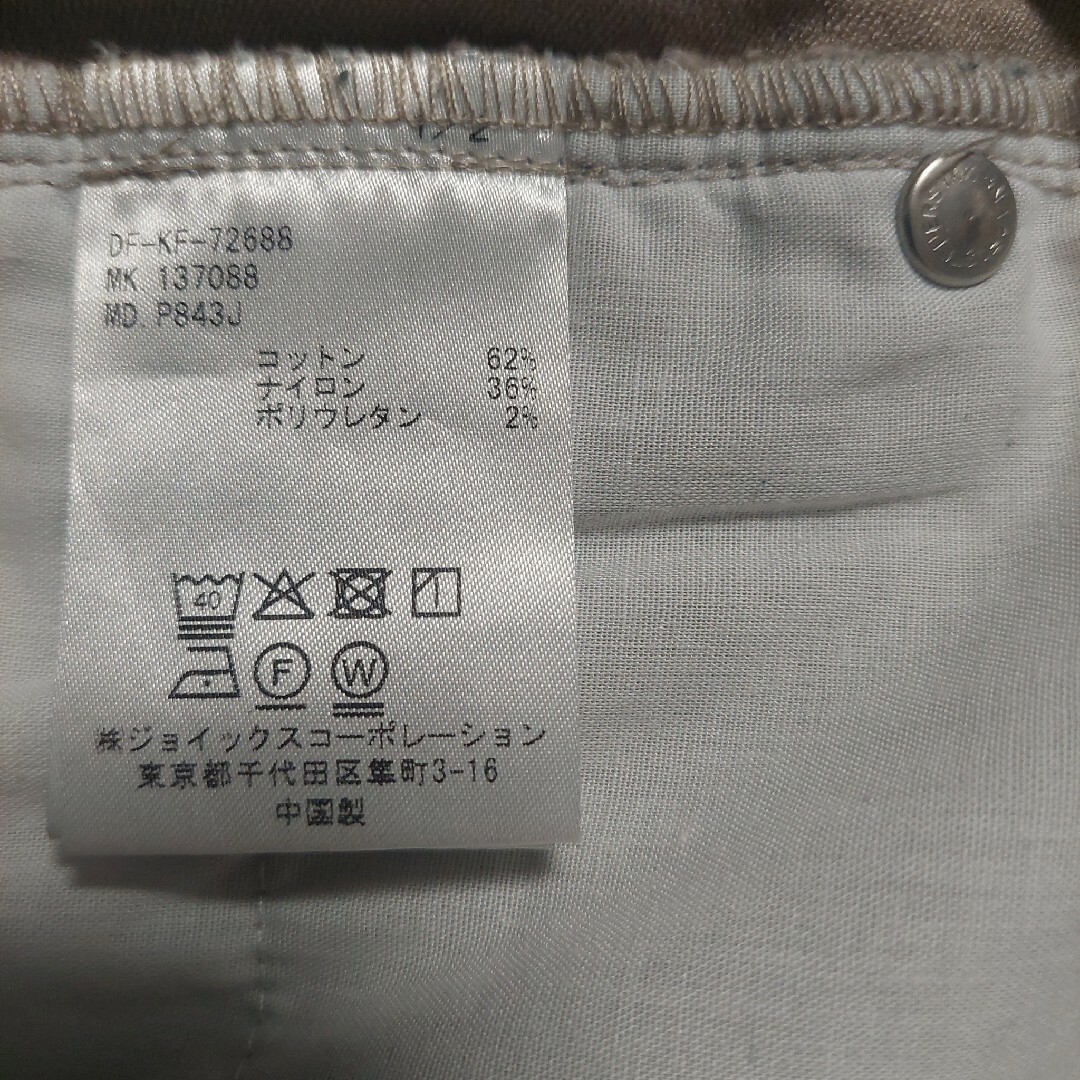 1/2
DF-KF-72688
MK 137088
MD. P843J
コットン 62%
ナイロン 36%
ポリウレタン 2%
40
F W
㈱ジョイックスコーポレーション
東京都千代田区隼町3-16
中国製